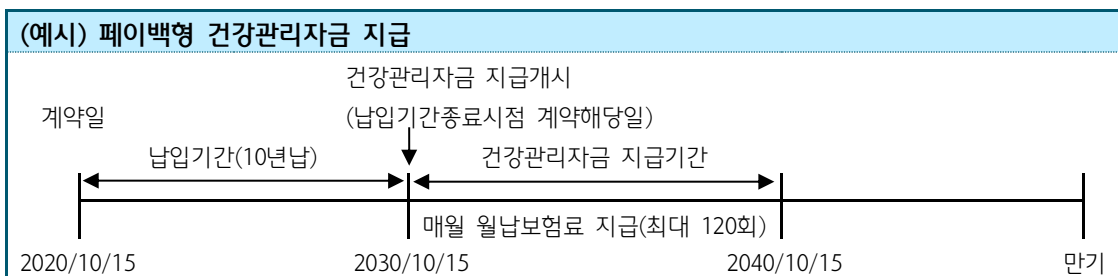 (예시) 페이백형 건강관리자금 지급
건강관리자금 지급개시
계약일 (납입기간종료시점 계약해당일)
납입기간(10년납) 건강관리자금 지급기간
매월 월납보험료 지급(최대 120회)
2020/10/15 2030/10/15 2040/10/15 만기